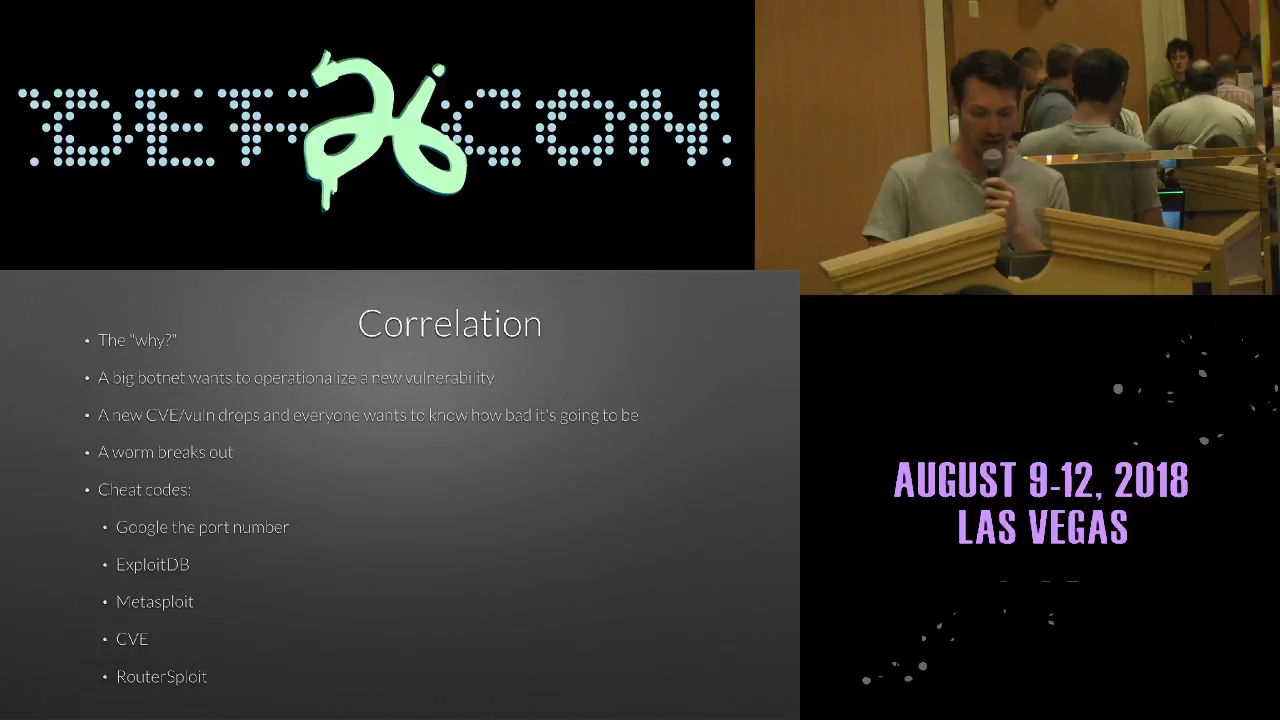 DEF 26 CON
Correlation
• The "why?"
• A big botnet wants to operationalize a new vulnerability
• A new CVE/vuln drops and everyone wants to know how bad it's going to be
• A worm breaks out
• Cheat codes:
• Google the port number
• ExploitDB
• Metasploit
• CVE
• RouterSploit
AUGUST 9-12, 2018
LAS VEGAS